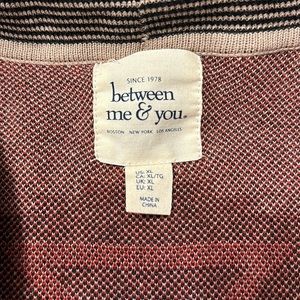 SINCE 1978
between
me & you®
BOSTON NEW YORK LOS ANGELES
US: XL
CA: XL/TG
UK: XL
EU: XL
MADE IN
CHINA